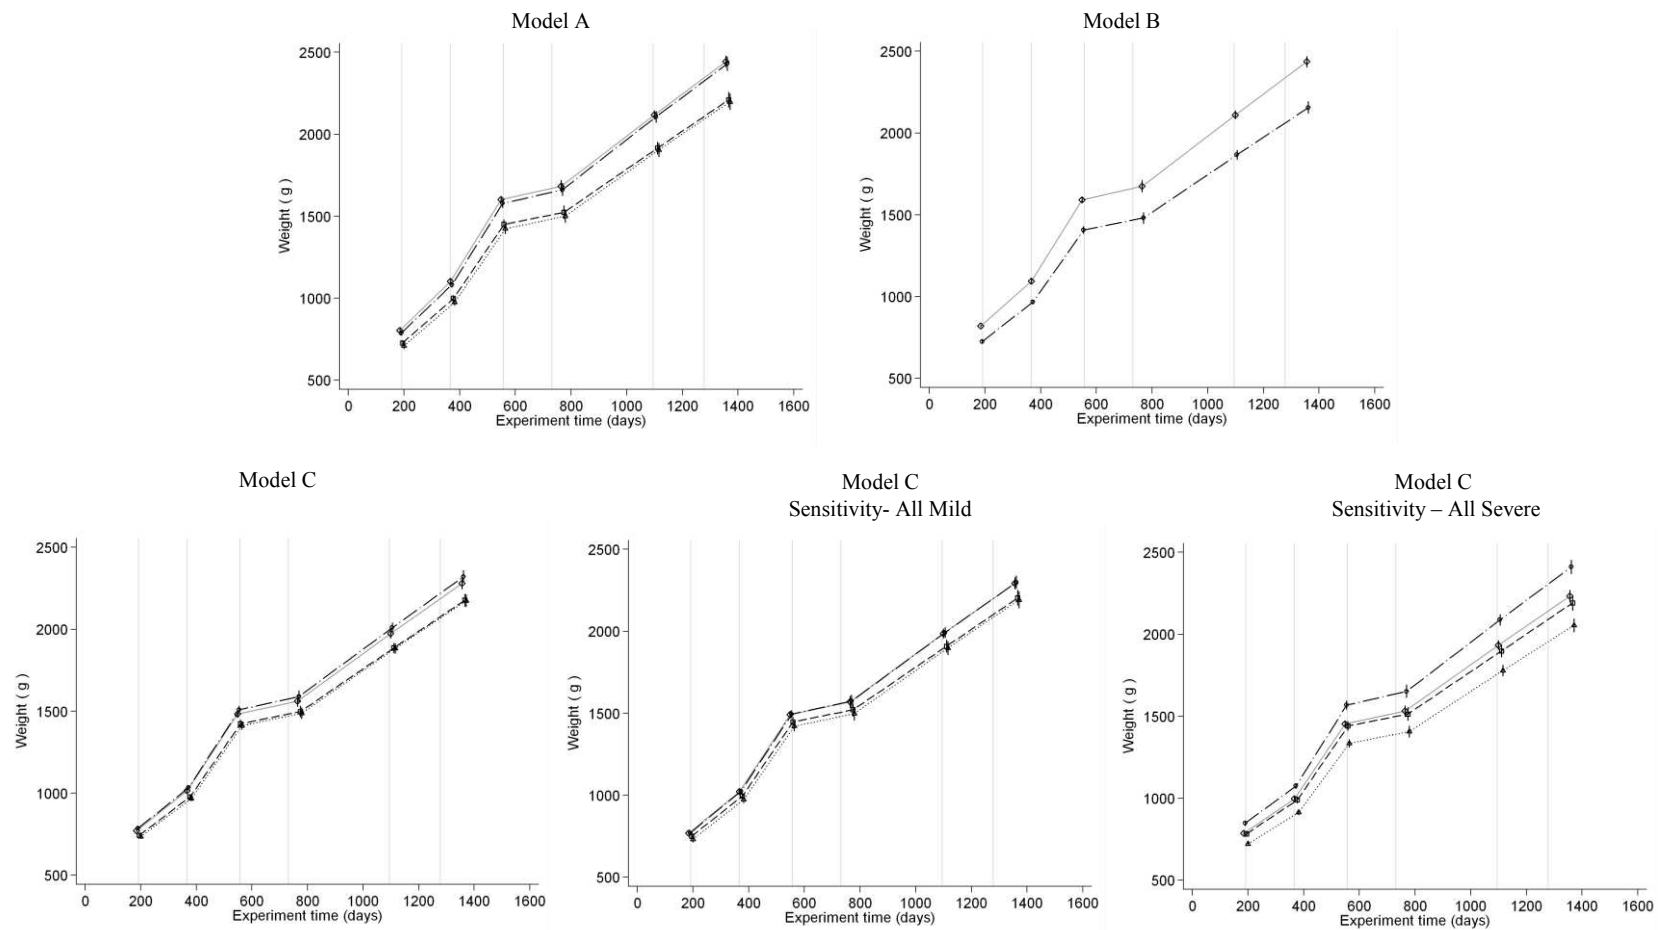 Model A
2500
2000
1500
1000
500
Weight ( g )
0 200 400 600 800 1000 1200 1400 1600
Experiment time (days)
Model B
2500
2000
1500
1000
500
Weight ( g )
0 200 400 600 800 1000 1200 1400 1600
Experiment time (days)
Model C
2500
2000
1500
1000
500
Weight ( g )
0 200 400 600 800 1000 1200 1400 1600
Experiment time (days)
Model C
Sensitivity- All Mild
2500
2000
1500
1000
500
Weight ( g )
0 200 400 600 800 1000 1200 1400 1600
Experiment time (days)
Model C
Sensitivity – All Severe
2500
2000
1500
1000
500
Weight ( g )
0 200 400 600 800 1000 1200 1400 1600
Experiment time (days)